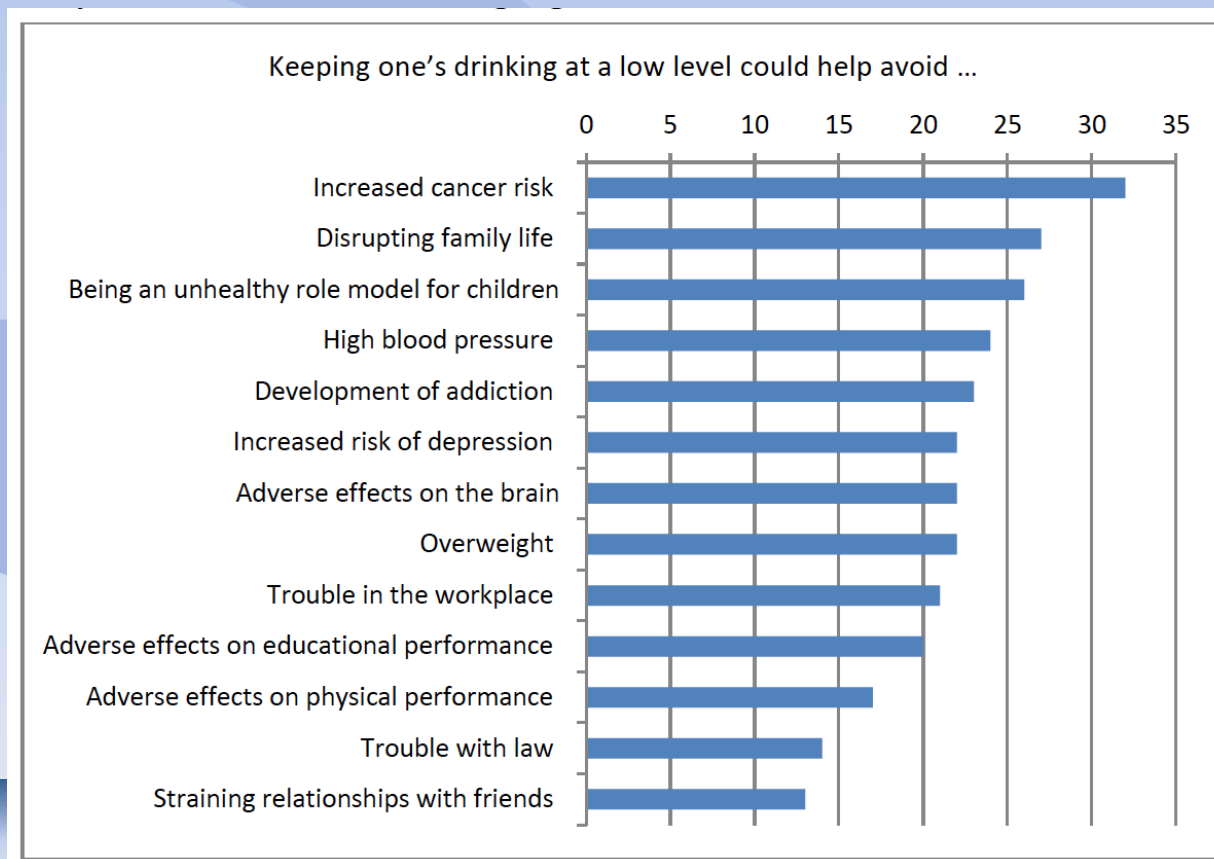 Keeping one’s drinking at a low level could help avoid ...
0 5 10 15 20 25 30 35
Increased cancer risk
Disrupting family life
Being an unhealthy role model for children
High blood pressure
Development of addiction
Increased risk of depression
Adverse effects on the brain
Overweight
Trouble in the workplace
Adverse effects on educational performance
Adverse effects on physical performance
Trouble with law
Straining relationships with friends